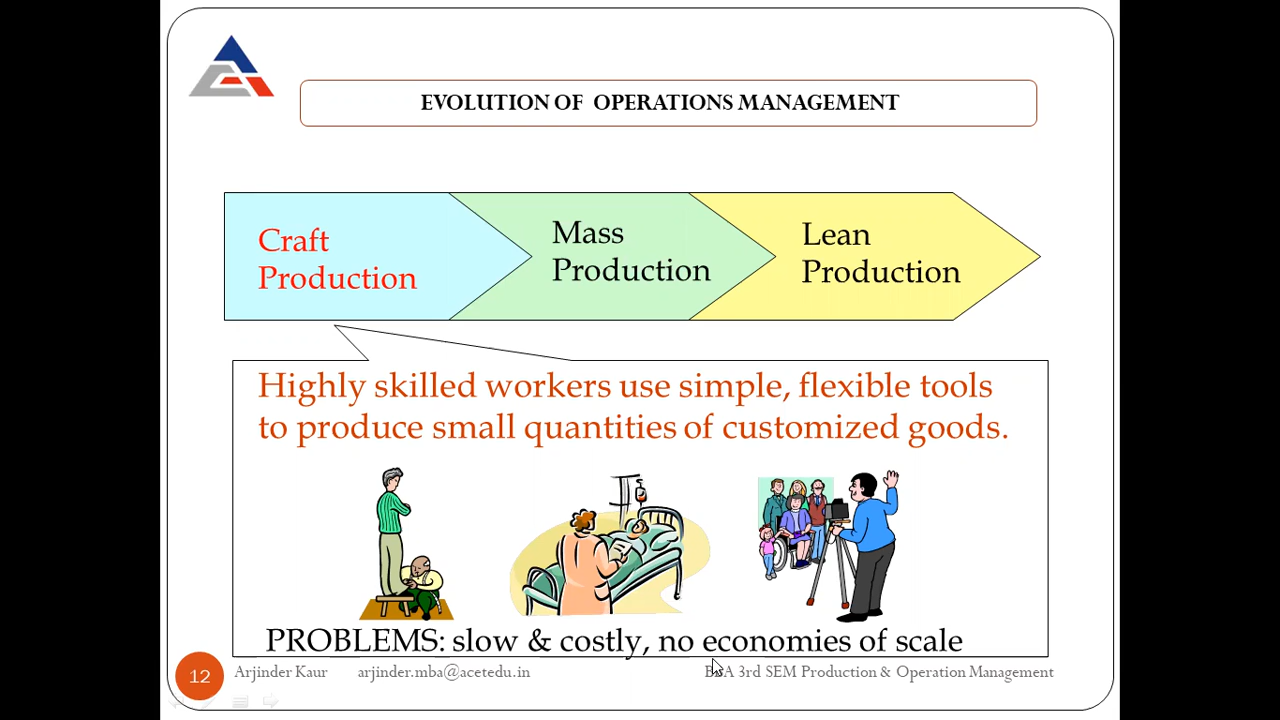 EVOLUTION OF OPERATIONS MANAGEMENT
Craft
Production
Mass
Production
Lean
Production
Highly skilled workers use simple, flexible tools
to produce small quantities of customized goods.
PROBLEMS: slow & costly, no economies of scale
12
Arjinder Kaur arjinder.mba@acetedu.in
3rd SEM Production & Operation Management